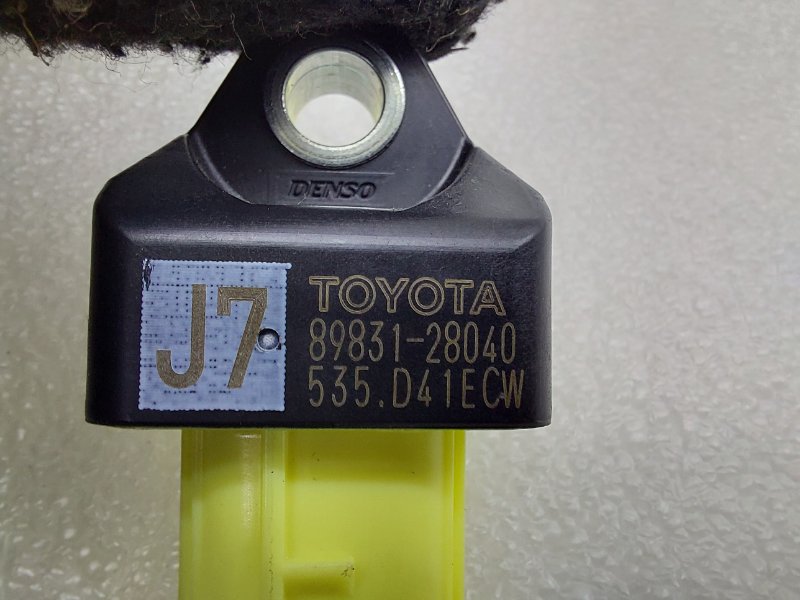 DENSO
J7
TOYOTA
89831-28040
535.D41ECW